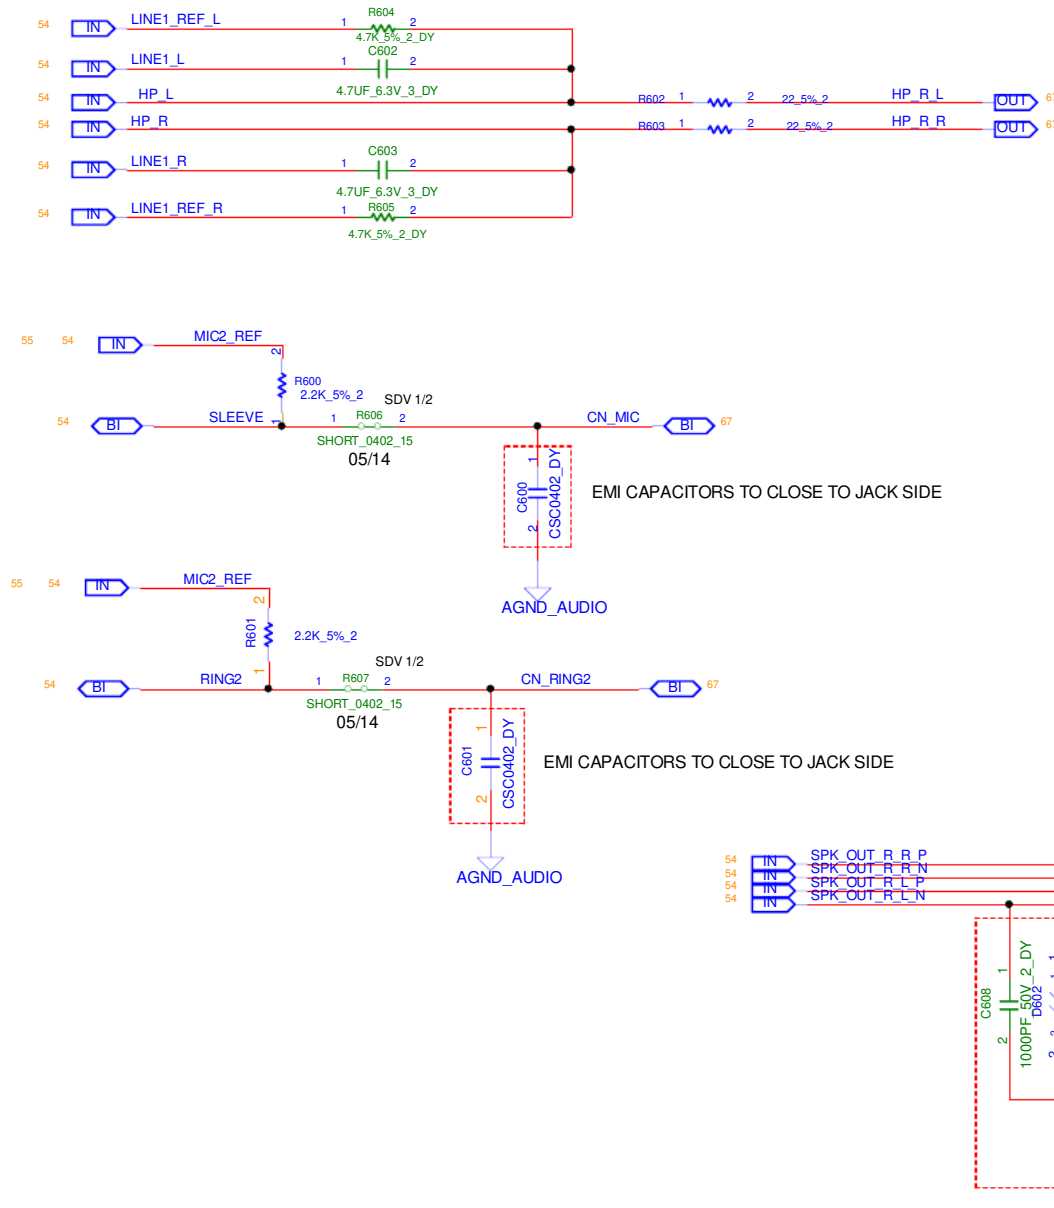 R604
54 IN LINE1_REF_L 1 2
4.7K_5%_2_DY
C602
54 IN LINE1_L 1 2
4.7UF_6.3V_3_DY
54 IN HP_L R602 1 2 22_5%_2 HP_R_L OUT
54 IN HP_R R603 1 2 22_5%_2 HP_R_R OUT
C603
54 IN LINE1_R 1 2
4.7UF_6.3V_3_DY
R605
54 IN LINE1_REF_R 1 2
4.7K_5%_2_DY
55 54 IN MIC2_REF
2
R600
2.2K_5%_2
SDV 1/2
54 BI SLEEVE 1 1 R606 2 CN_MIC BI 67
SHORT_0402_15
05/14
1
C600
CSC0402_DY
2
EMI CAPACITORS TO CLOSE TO JACK SIDE
AGND_AUDIO
55 54 IN MIC2_REF
2
R601
2.2K_5%_2
1
SDV 1/2
54 BI RING2 1 R607 2 CN_RING2 BI 67
SHORT_0402_15
05/14
1
C601
CSC0402_DY
2
EMI CAPACITORS TO CLOSE TO JACK SIDE
AGND_AUDIO
54 IN SPK_OUT_R_R_P
54 IN SPK_OUT_R_R_N
54 IN SPK_OUT_R_L_P
54 IN SPK_OUT_R_L_N
1
C608
2
1000PF_50V_2_DY
D602